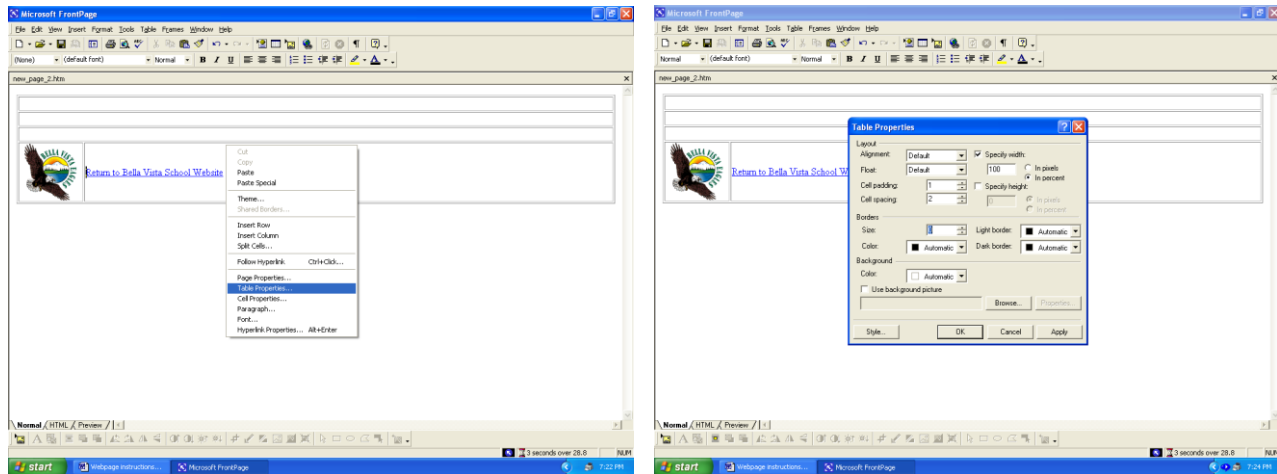 Microsoft FrontPage
File Edit View Insert Format Tools Table Frames Window Help
(None) (default font) Normal B I U A
new_page_2.htm
BELLA VISTA
Return to Bella Vista School Website
Cut
Copy
Paste
Paste Special
Theme...
Shared Borders...
Insert Row
Insert Column
Split Cells...
Follow Hyperlink Ctrl+Click...
Page Properties...
Table Properties...
Cell Properties...
Paragraph...
Font...
Hyperlink Properties... Alt+Enter
Normal HTML Preview
3 seconds over 28.8 NUM
start Webpage instructions... Microsoft FrontPage 7:22 PM
Microsoft FrontPage
File Edit View Insert Format Tools Table Frames Window Help
Normal (default font) Normal B I U A
new_page_2.htm
BELLA VISTA
Return to Bella Vista School W
Table Properties
Layout
Alignment: Default Specify width:
Float: Default 100 In pixels
In percent
Cell padding: 1 Specify height:
Cell spacing: 2 0 In pixels
In percent
Borders
Size: Light border: Automatic
Color: Automatic Dark border: Automatic
Background
Color: Automatic
Use background picture
Browse... Properties...
Style... OK Cancel Apply
Normal HTML Preview
3 seconds over 28.8 NUM
start Webpage instructions... Microsoft FrontPage 7:24 PM